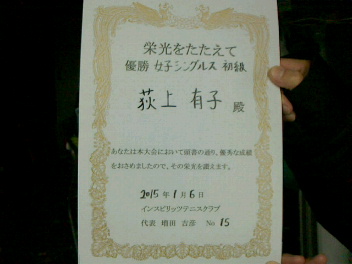 栄光をたたえて
優勝 女子シングルス 初級
荻上 有子 殿
あなたは本大会において頭書の通り、優秀な成績
をおさめましたので、その栄光を讃えます。
2015年1月6日
インスピリッツテニスクラブ
代表 増田 吉彦 No 15